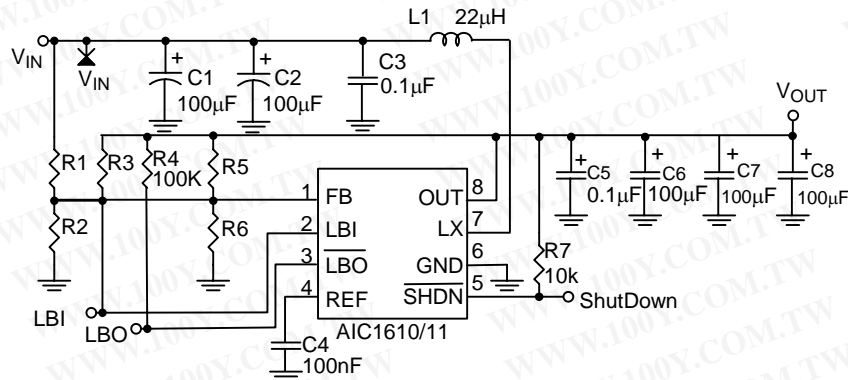 L1 22µH
VIN
VIN
C1
100µF
C2
100µF
C3
0.1µF
VOUT
R1
R3
R4
100K
R5
R2
R6
1 FB
2 LBI
3 LBO
4 REF
OUT 8
LX 7
GND 6
SHDN 5
AIC1610/11
C5
0.1µF
C6
100µF
C7
100µF
C8
100µF
R7
10k
ShutDown
LBI
LBO
C4
100nF
WWW.100Y.COM.TW